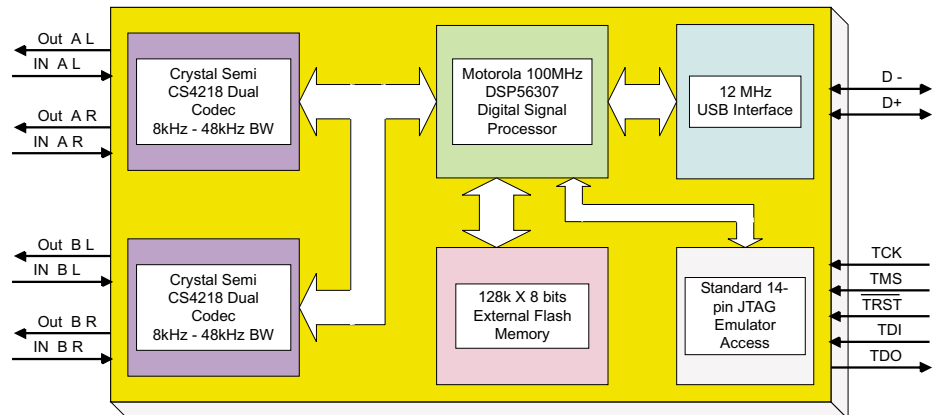 Out A L
IN A L
Out A R
IN A R
Out B L
IN B L
Out B R
IN B R
Crystal Semi
CS4218 Dual
Codec
8kHz - 48kHz BW
Crystal Semi
CS4218 Dual
Codec
8kHz - 48kHz BW
Motorola 100MHz
DSP56307
Digital Signal
Processor
128k X 8 bits
External Flash
Memory
12 MHz
USB Interface
Standard 14-
pin JTAG
Emulator
Access
D -
D+
TCK
TMS
TRST
TDI
TDO